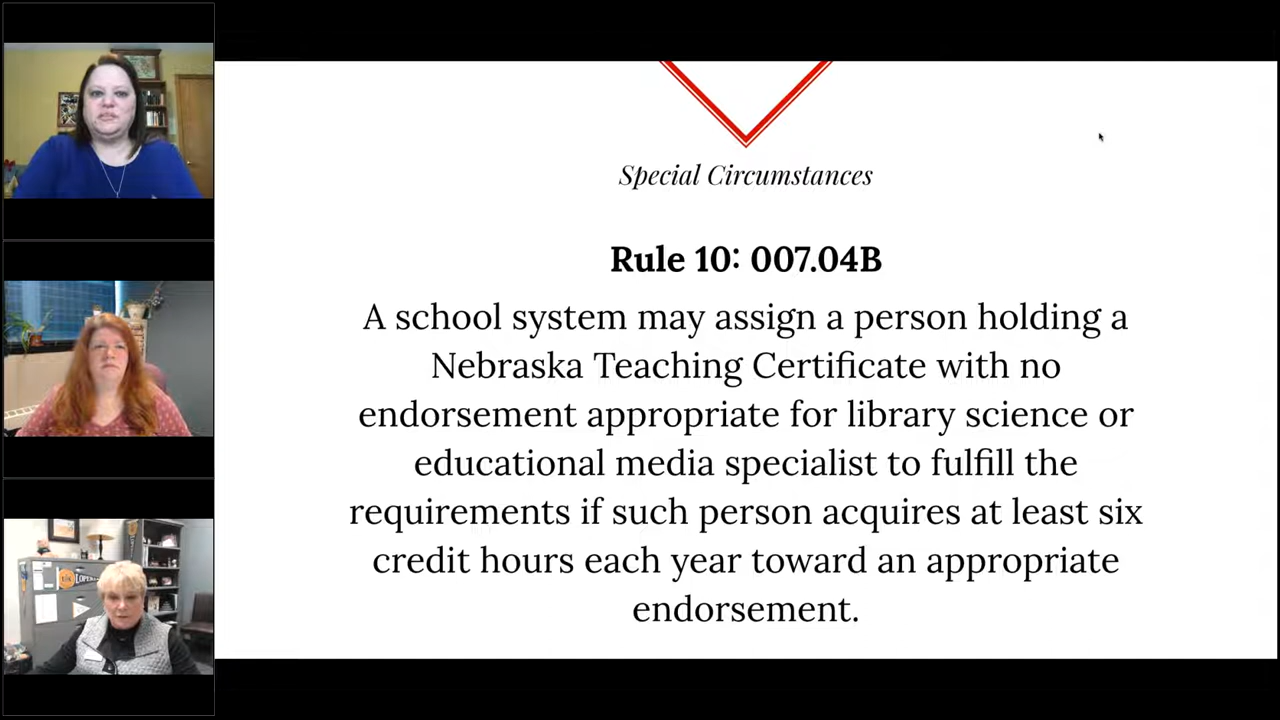 Special Circumstances
Rule 10: 007.04B
A school system may assign a person holding a
Nebraska Teaching Certificate with no
endorsement appropriate for library science or
educational media specialist to fulfill the
requirements if such person acquires at least six
credit hours each year toward an appropriate
endorsement.